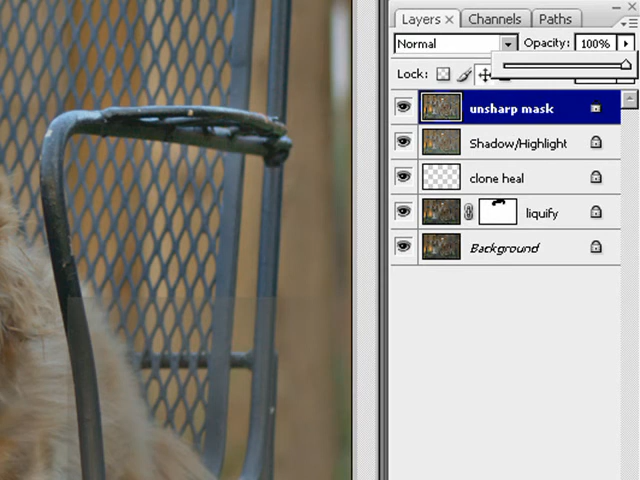 Layers × Channels Paths
Normal Opacity: 100%
Lock:
unsharp mask
Shadow/Highlight
clone heal
liquify
Background